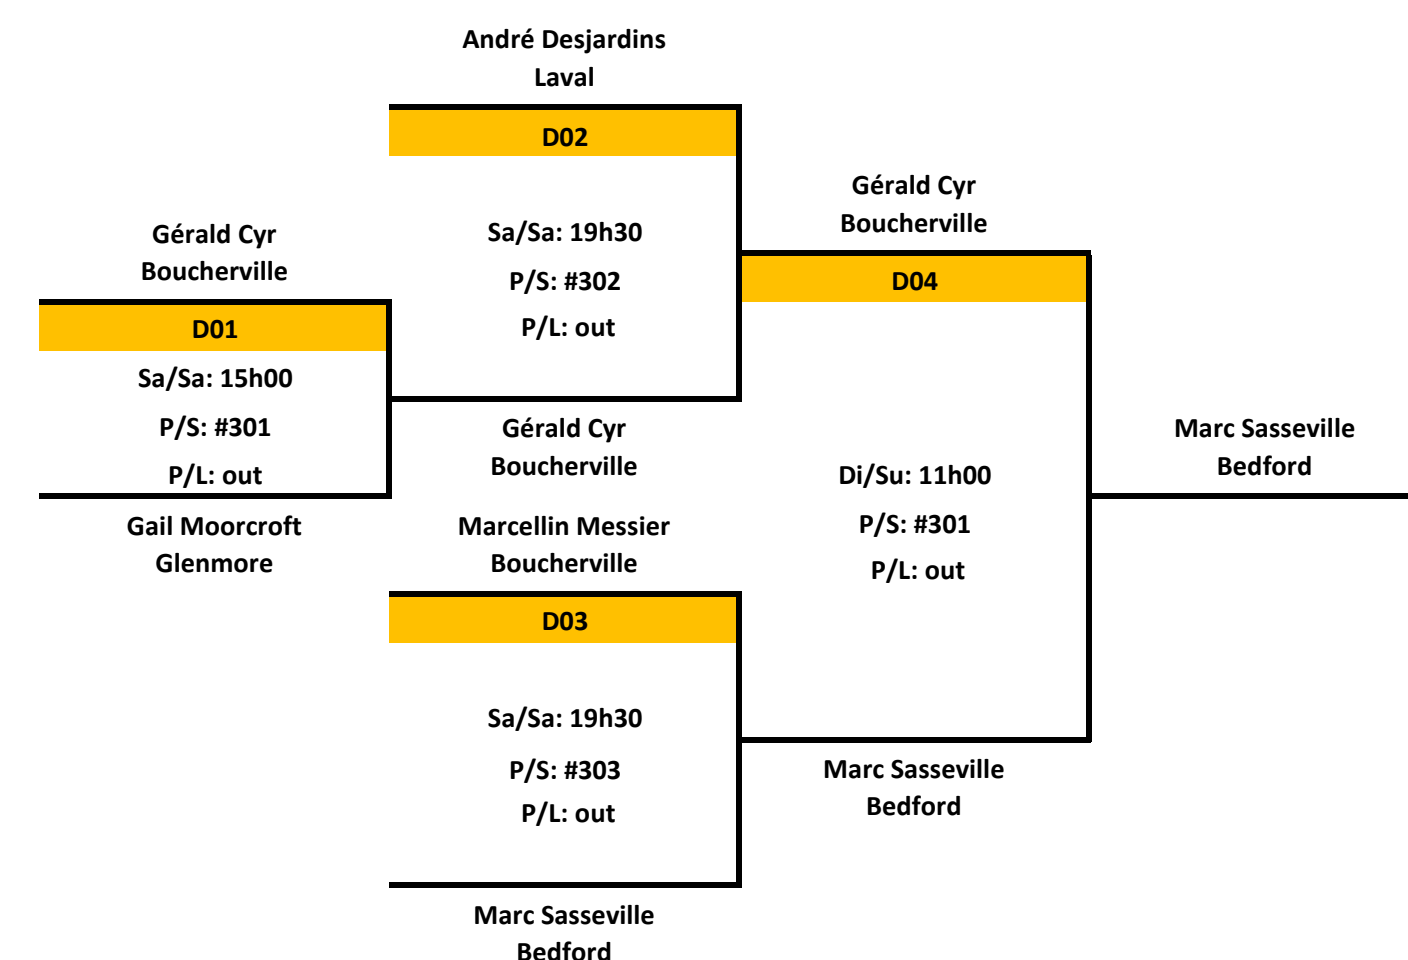 André Desjardins
Laval
D02
Sa/Sa: 19h30
P/S: #302
P/L: out
Gérald Cyr
Boucherville
D01
Sa/Sa: 15h00
P/S: #301
P/L: out
Gail Moorcroft
Glenmore
Gérald Cyr
Boucherville
Marcellin Messier
Boucherville
D03
Sa/Sa: 19h30
P/S: #303
P/L: out
Marc Sasseville
Bedford
Gérald Cyr
Boucherville
D04
Di/Su: 11h00
P/S: #301
P/L: out
Marc Sasseville
Bedford
Marc Sasseville
Bedford